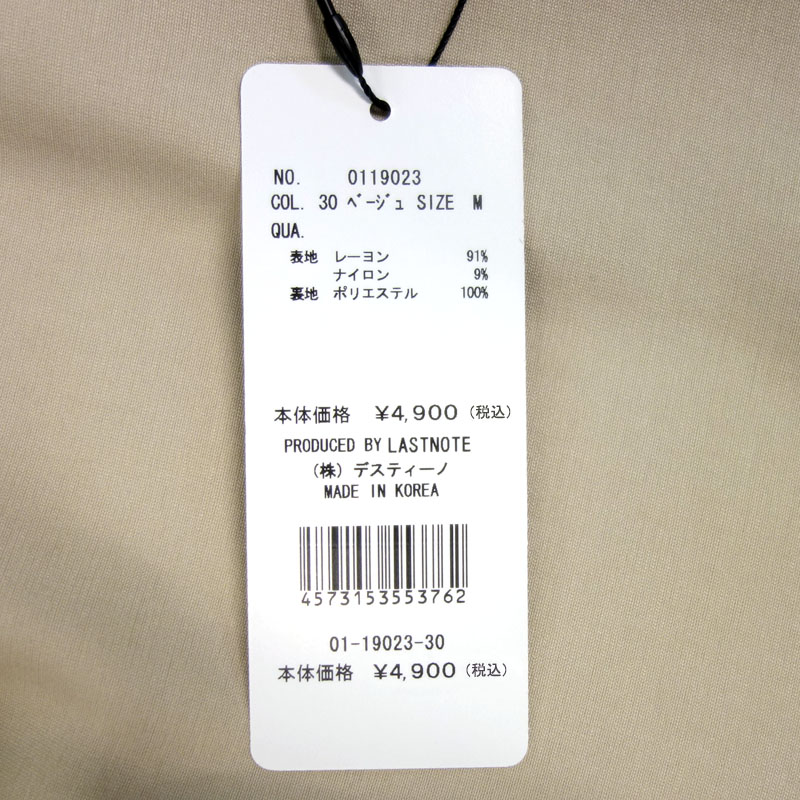 NO. 0119023
COL. 30 ﾍﾞｰｼﾞｭ SIZE M
QUA.
表地 レーヨン 91%
ナイロン 9%
裏地 ポリエステル 100%
本体価格 ¥4,900（税込）
PRODUCED BY LASTNOTE
（株）デスティーノ
MADE IN KOREA
4573153553762
01-19023-30
本体価格 ¥4,900（税込）